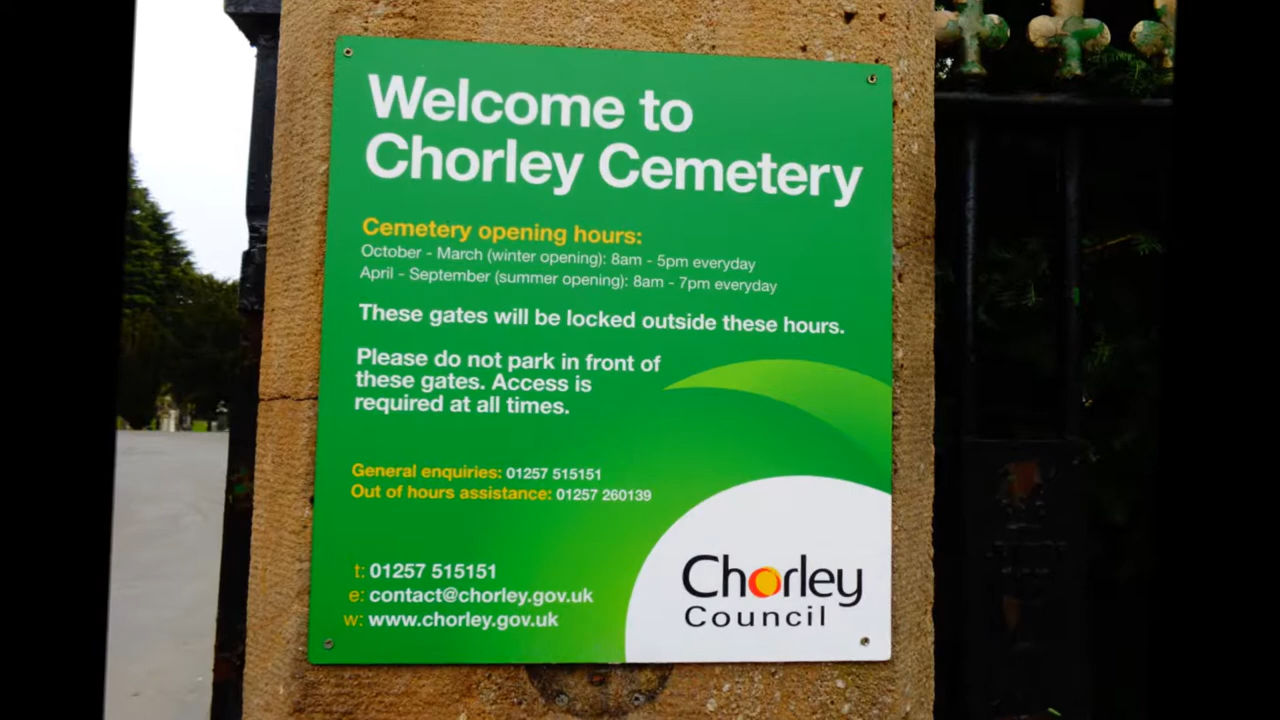 Welcome to
Chorley Cemetery
Cemetery opening hours:
October - March (winter opening): 8am - 5pm everyday
April - September (summer opening): 8am - 7pm everyday
These gates will be locked outside these hours.
Please do not park in front of
these gates. Access is
required at all times.
General enquiries: 01257 515151
Out of hours assistance: 01257 260139
t: 01257 515151
e: contact@chorley.gov.uk
w: www.chorley.gov.uk
Chorley
Council